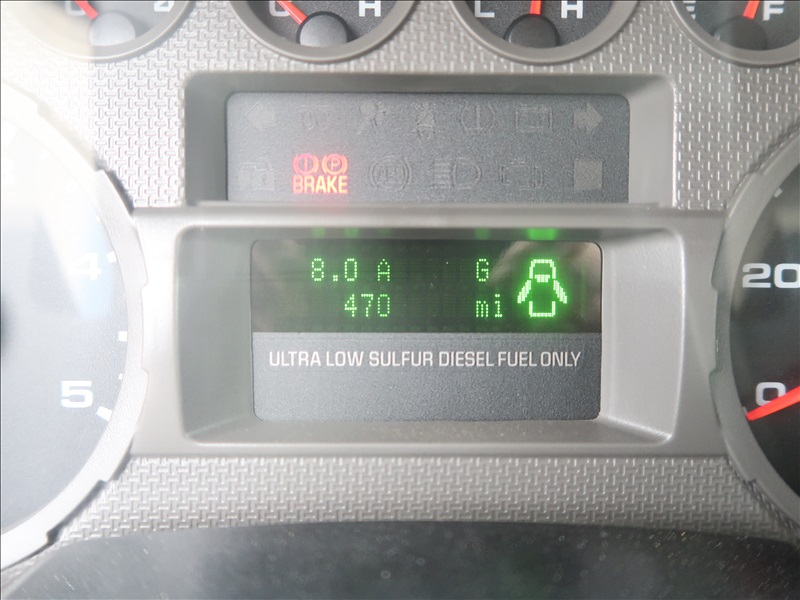 C H L H E F
BRAKE
8.0 A G
470 mi
ULTRA LOW SULFUR DIESEL FUEL ONLY
4
5
20
0